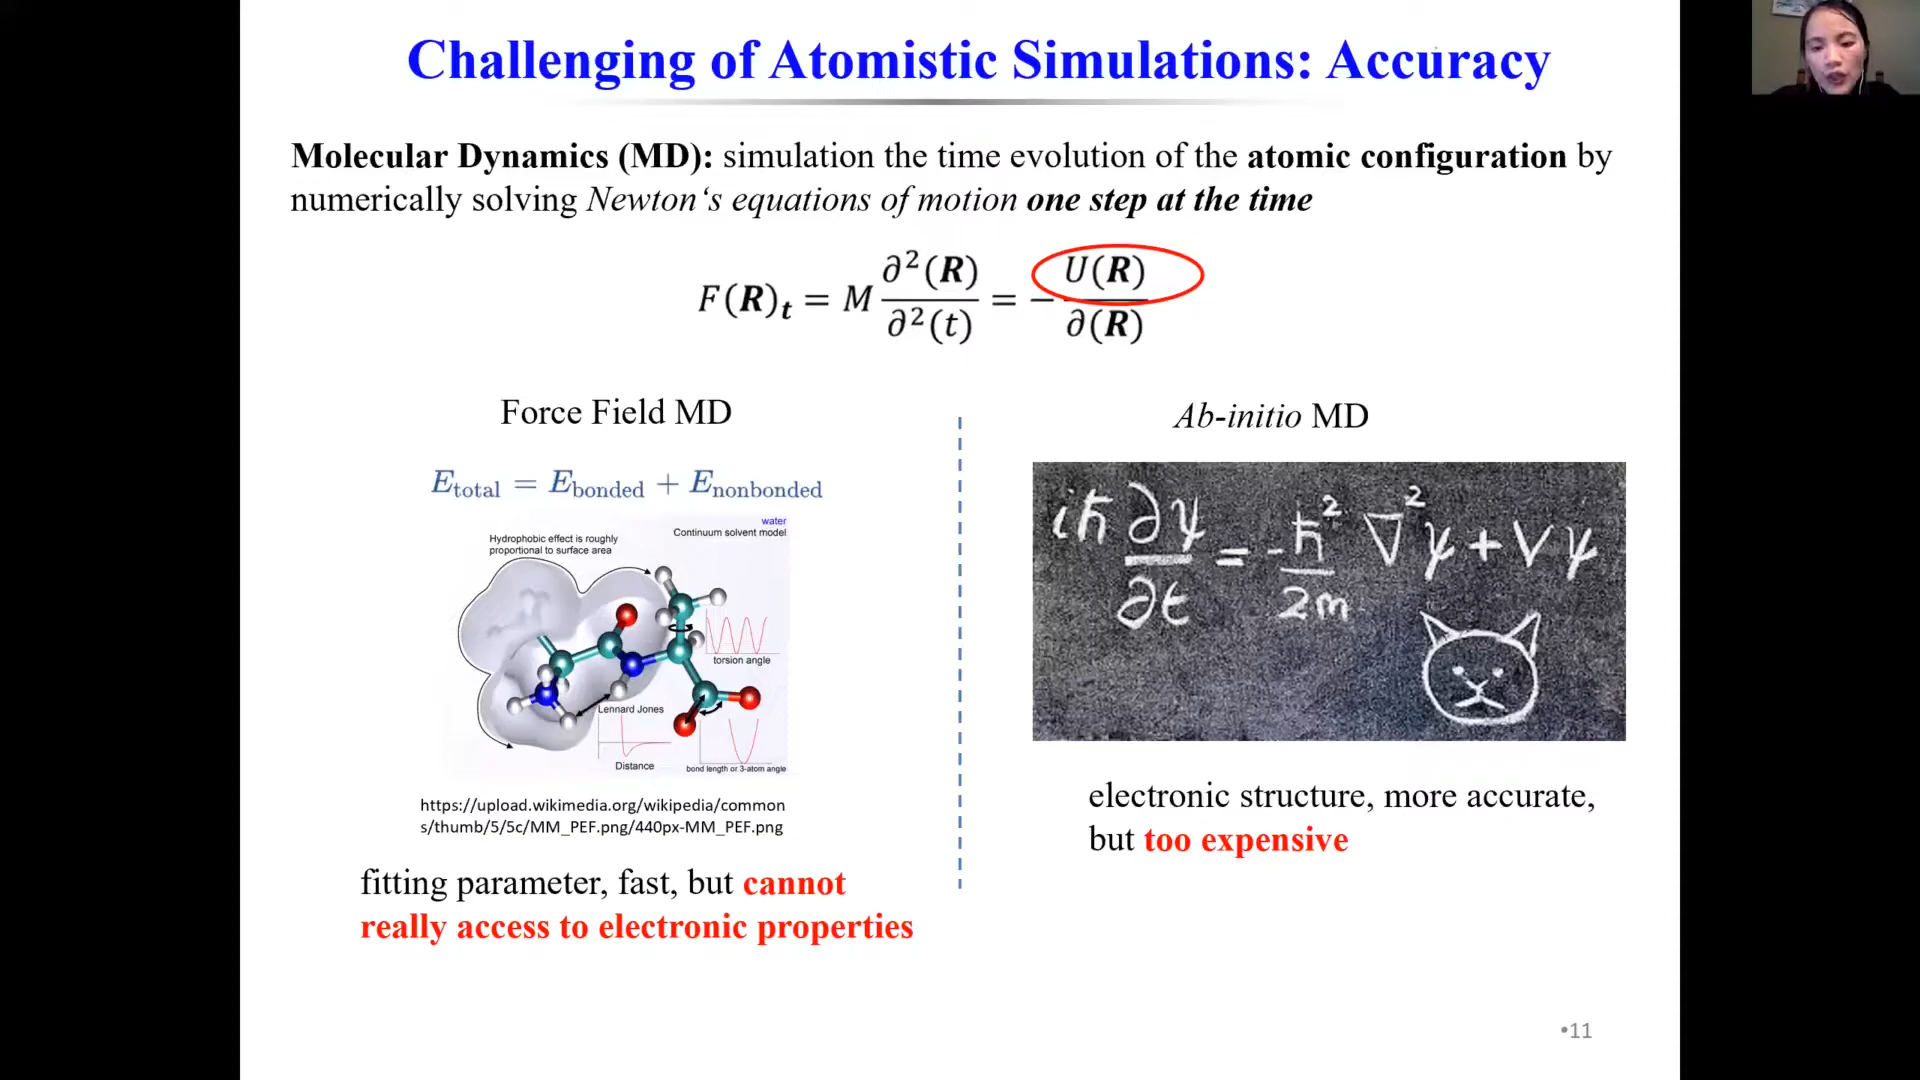 Challenging of Atomistic Simulations: Accuracy
Molecular Dynamics (MD): simulation the time evolution of the atomic configuration by
numerically solving Newton‘s equations of motion one step at the time
F(R)ₜ = M ∂²(R)/∂²(t) = − U(R)/∂(R)
Force Field MD
E_total = E_bonded + E_nonbonded
water
Continuum solvent model
Hydrophobic effect is roughly
proportional to surface area
torsion angle
Lennard Jones
Distance
bond length or 3-atom angle
https://upload.wikimedia.org/wikipedia/common
s/thumb/5/5c/MM_PEF.png/440px-MM_PEF.png
fitting parameter, fast, but cannot
really access to electronic properties
Ab-initio MD
iħ ∂ψ/∂t = -ħ²/2m ∇²ψ + Vψ
electronic structure, more accurate,
but too expensive
•11